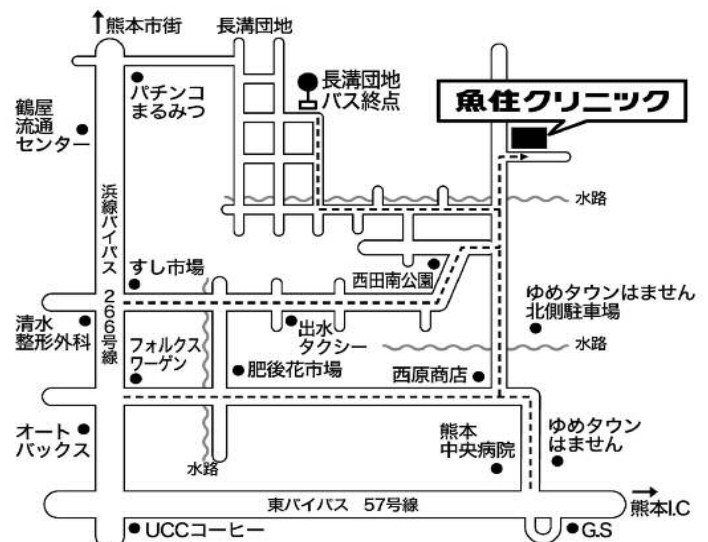 熊本市街
長溝団地
パチンコ
まるみつ
長溝団地
バス終点
魚住クリニック
鶴屋
流通
センター
浜線バイパス 266号線
水路
すし市場
西田南公園
ゆめタウンはません
北側駐車場
清水
整形外科
フォルクス
ワーゲン
出水
タクシー
水路
肥後花市場
西原商店
オート
バックス
水路
熊本
中央病院
ゆめタウン
はません
東バイパス 57号線
熊本I.C
UCCコーヒー
G.S